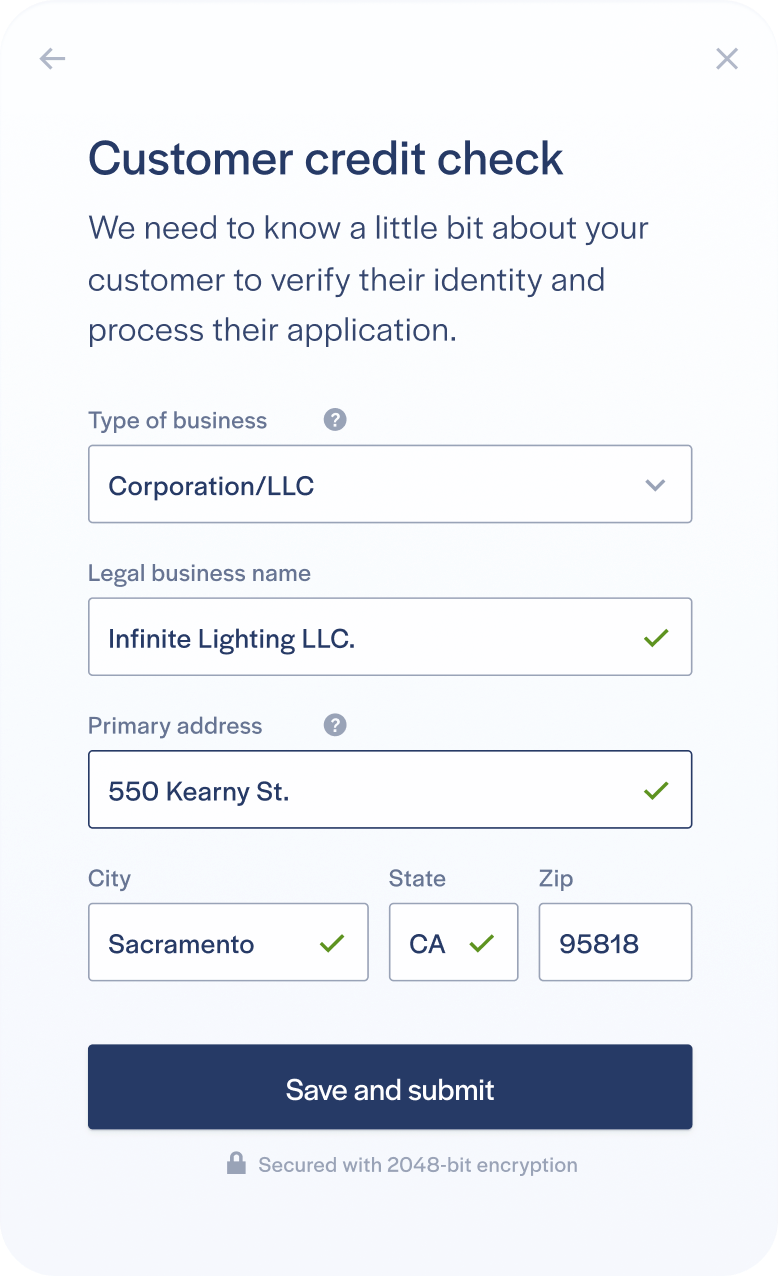 Customer credit check
We need to know a little bit about your
customer to verify their identity and
process their application.
Type of business ?
Corporation/LLC
Legal business name
Infinite Lighting LLC.
Primary address ?
550 Kearny St.
City State Zip
Sacramento CA 95818
Save and submit
Secured with 2048-bit encryption